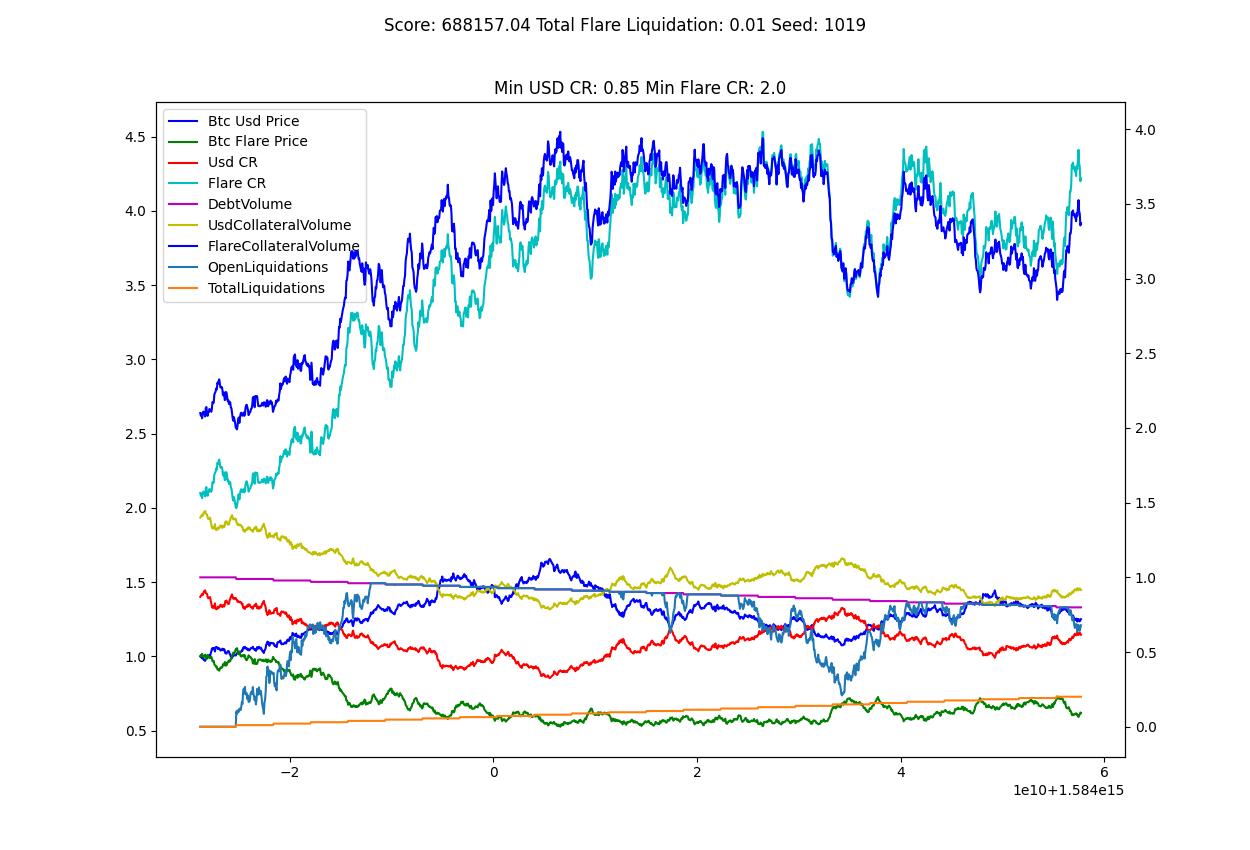 Score: 688157.04 Total Flare Liquidation: 0.01 Seed: 1019
Min USD CR: 0.85 Min Flare CR: 2.0
Btc Usd Price
Btc Flare Price
Usd CR
Flare CR
DebtVolume
UsdCollateralVolume
FlareCollateralVolume
OpenLiquidations
TotalLiquidations
4.5
4.0
3.5
3.0
2.5
2.0
1.5
1.0
0.5
4.0
3.5
3.0
2.5
2.0
1.5
1.0
0.5
0.0
−2 0 2 4 6
1e10+1.584e15